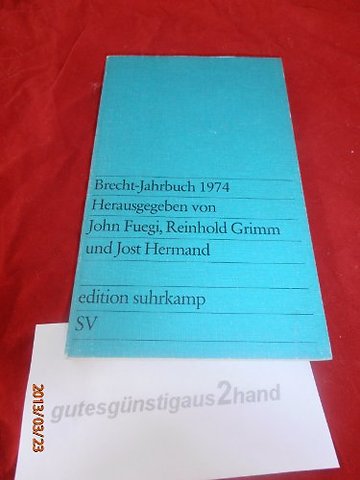 Brecht-Jahrbuch 1974
Herausgegeben von
John Fuegi, Reinhold Grimm
und Jost Hermand
edition suhrkamp
SV
gutesgünstigaus2hand
2013/03/23